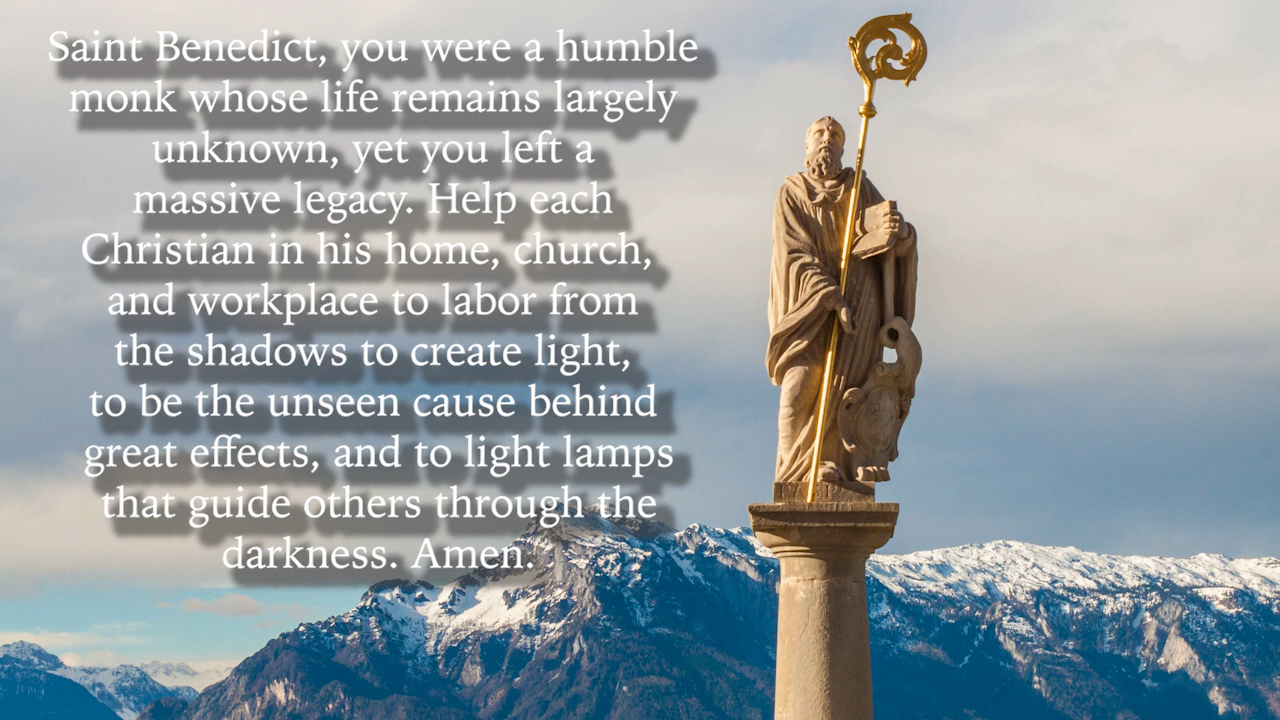 Saint Benedict, you were a humble
monk whose life remains largely
unknown, yet you left a
massive legacy. Help each
Christian in his home, church,
and workplace to labor from
the shadows to create light,
to be the unseen cause behind
great effects, and to light lamps
that guide others through the
darkness. Amen.